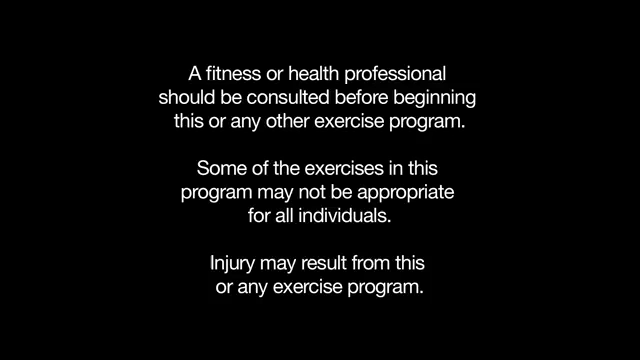 A fitness or health professional
should be consulted before beginning
this or any other exercise program.
Some of the exercises in this
program may not be appropriate
for all individuals.
Injury may result from this
or any exercise program.